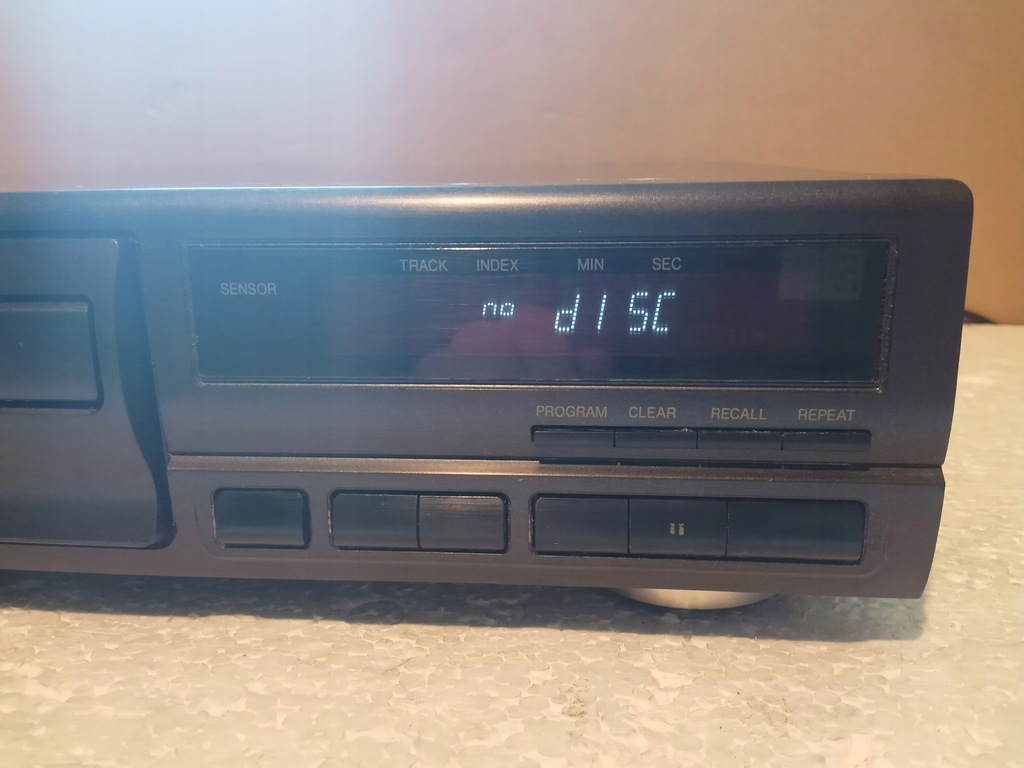 TRACK INDEX MIN SEC
SENSOR
no dISC
PROGRAM CLEAR RECALL REPEAT